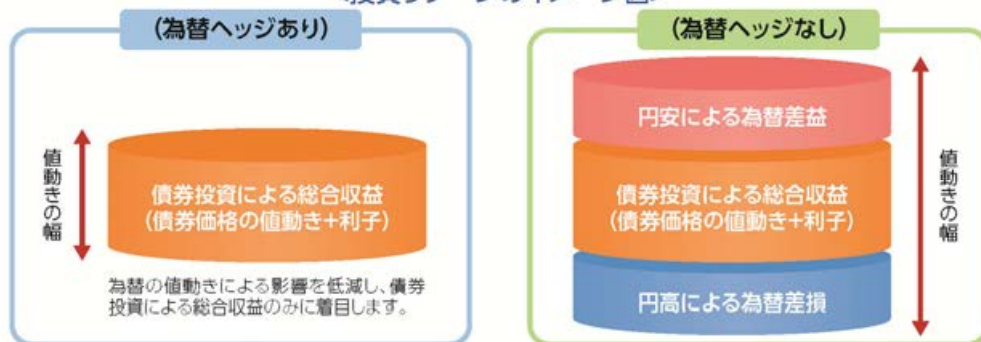 (為替ヘッジあり)
値動きの幅
債券投資による総合収益
(債券価格の値動き+利子)
為替の値動きによる影響を低減し、債券
投資による総合収益のみに着目します。
(為替ヘッジなし)
円安による為替差益
債券投資による総合収益
(債券価格の値動き+利子)
円高による為替差損
値動きの幅